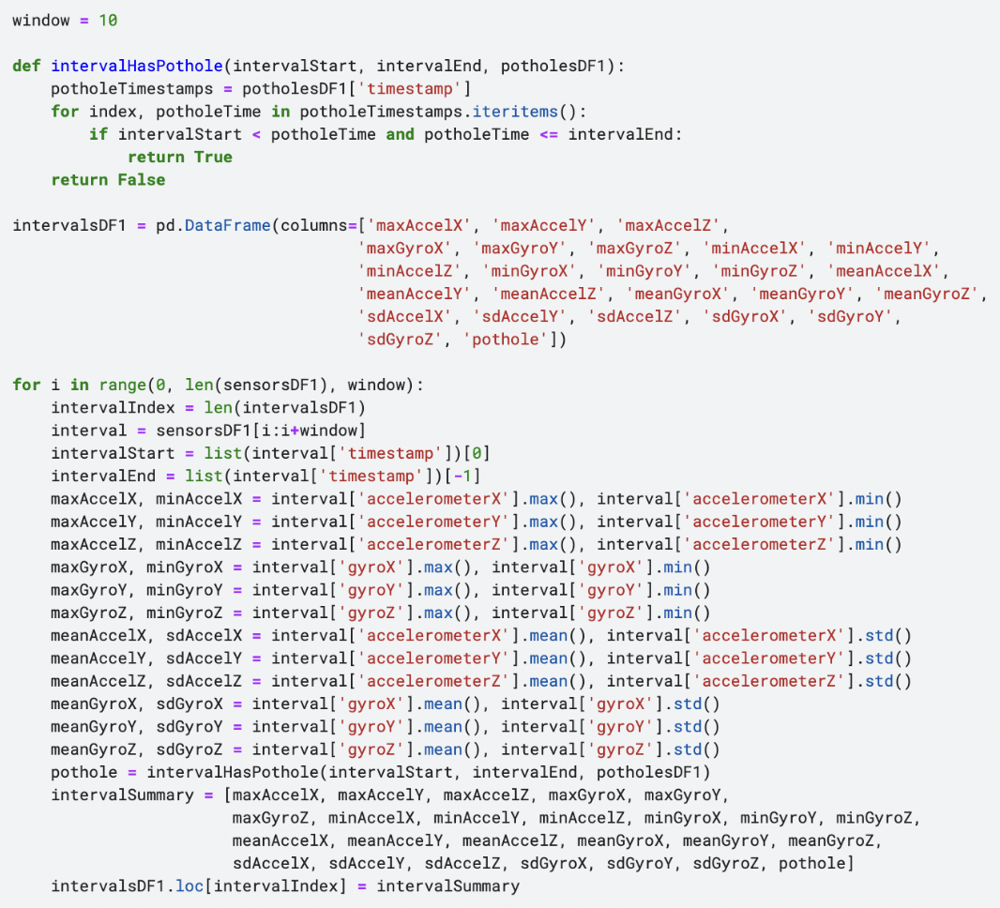 window = 10
def intervalHasPothole(intervalStart, intervalEnd, potholesDF1):
    potholeTimestamps = potholesDF1['timestamp']
    for index, potholeTime in potholeTimestamps.iteritems():
        if intervalStart < potholeTime and potholeTime <= intervalEnd:
            return True
    return False
intervalsDF1 = pd.DataFrame(columns=['maxAccelX', 'maxAccelY', 'maxAccelZ',
                                    'maxGyroX', 'maxGyroY', 'maxGyroZ', 'minAccelX', 'minAccelY',
                                    'minAccelZ', 'minGyroX', 'minGyroY', 'minGyroZ', 'meanAccelX',
                                    'meanAccelY', 'meanAccelZ', 'meanGyroX', 'meanGyroY', 'meanGyroZ',
                                    'sdAccelX', 'sdAccelY', 'sdAccelZ', 'sdGyroX', 'sdGyroY',
                                    'sdGyroZ', 'pothole'])
for i in range(0, len(sensorsDF1), window):
    intervalIndex = len(intervalsDF1)
    interval = sensorsDF1[i:i+window]
    intervalStart = list(interval['timestamp'])[0]
    intervalEnd = list(interval['timestamp'])[-1]
    maxAccelX, minAccelX = interval['accelerometerX'].max(), interval['accelerometerX'].min()
    maxAccelY, minAccelY = interval['accelerometerY'].max(), interval['accelerometerY'].min()
    maxAccelZ, minAccelZ = interval['accelerometerZ'].max(), interval['accelerometerZ'].min()
    maxGyroX, minGyroX = interval['gyroX'].max(), interval['gyroX'].min()
    maxGyroY, minGyroY = interval['gyroY'].max(), interval['gyroY'].min()
    maxGyroZ, minGyroZ = interval['gyroZ'].max(), interval['gyroZ'].min()
    meanAccelX, sdAccelX = interval['accelerometerX'].mean(), interval['accelerometerX'].std()
    meanAccelY, sdAccelY = interval['accelerometerY'].mean(), interval['accelerometerY'].std()
    meanAccelZ, sdAccelZ = interval['accelerometerZ'].mean(), interval['accelerometerZ'].std()
    meanGyroX, sdGyroX = interval['gyroX'].mean(), interval['gyroX'].std()
    meanGyroY, sdGyroY = interval['gyroY'].mean(), interval['gyroY'].std()
    meanGyroZ, sdGyroZ = interval['gyroZ'].mean(), interval['gyroZ'].std()
    pothole = intervalHasPothole(intervalStart, intervalEnd, potholesDF1)
    intervalSummary = [maxAccelX, maxAccelY, maxAccelZ, maxGyroX, maxGyroY,
                       maxGyroZ, minAccelX, minAccelY, minAccelZ, minGyroX, minGyroY, minGyroZ,
                       meanAccelX, meanAccelY, meanAccelZ, meanGyroX, meanGyroY, meanGyroZ,
                       sdAccelX, sdAccelY, sdAccelZ, sdGyroX, sdGyroY, sdGyroZ, pothole]
    intervalsDF1.loc[intervalIndex] = intervalSummary